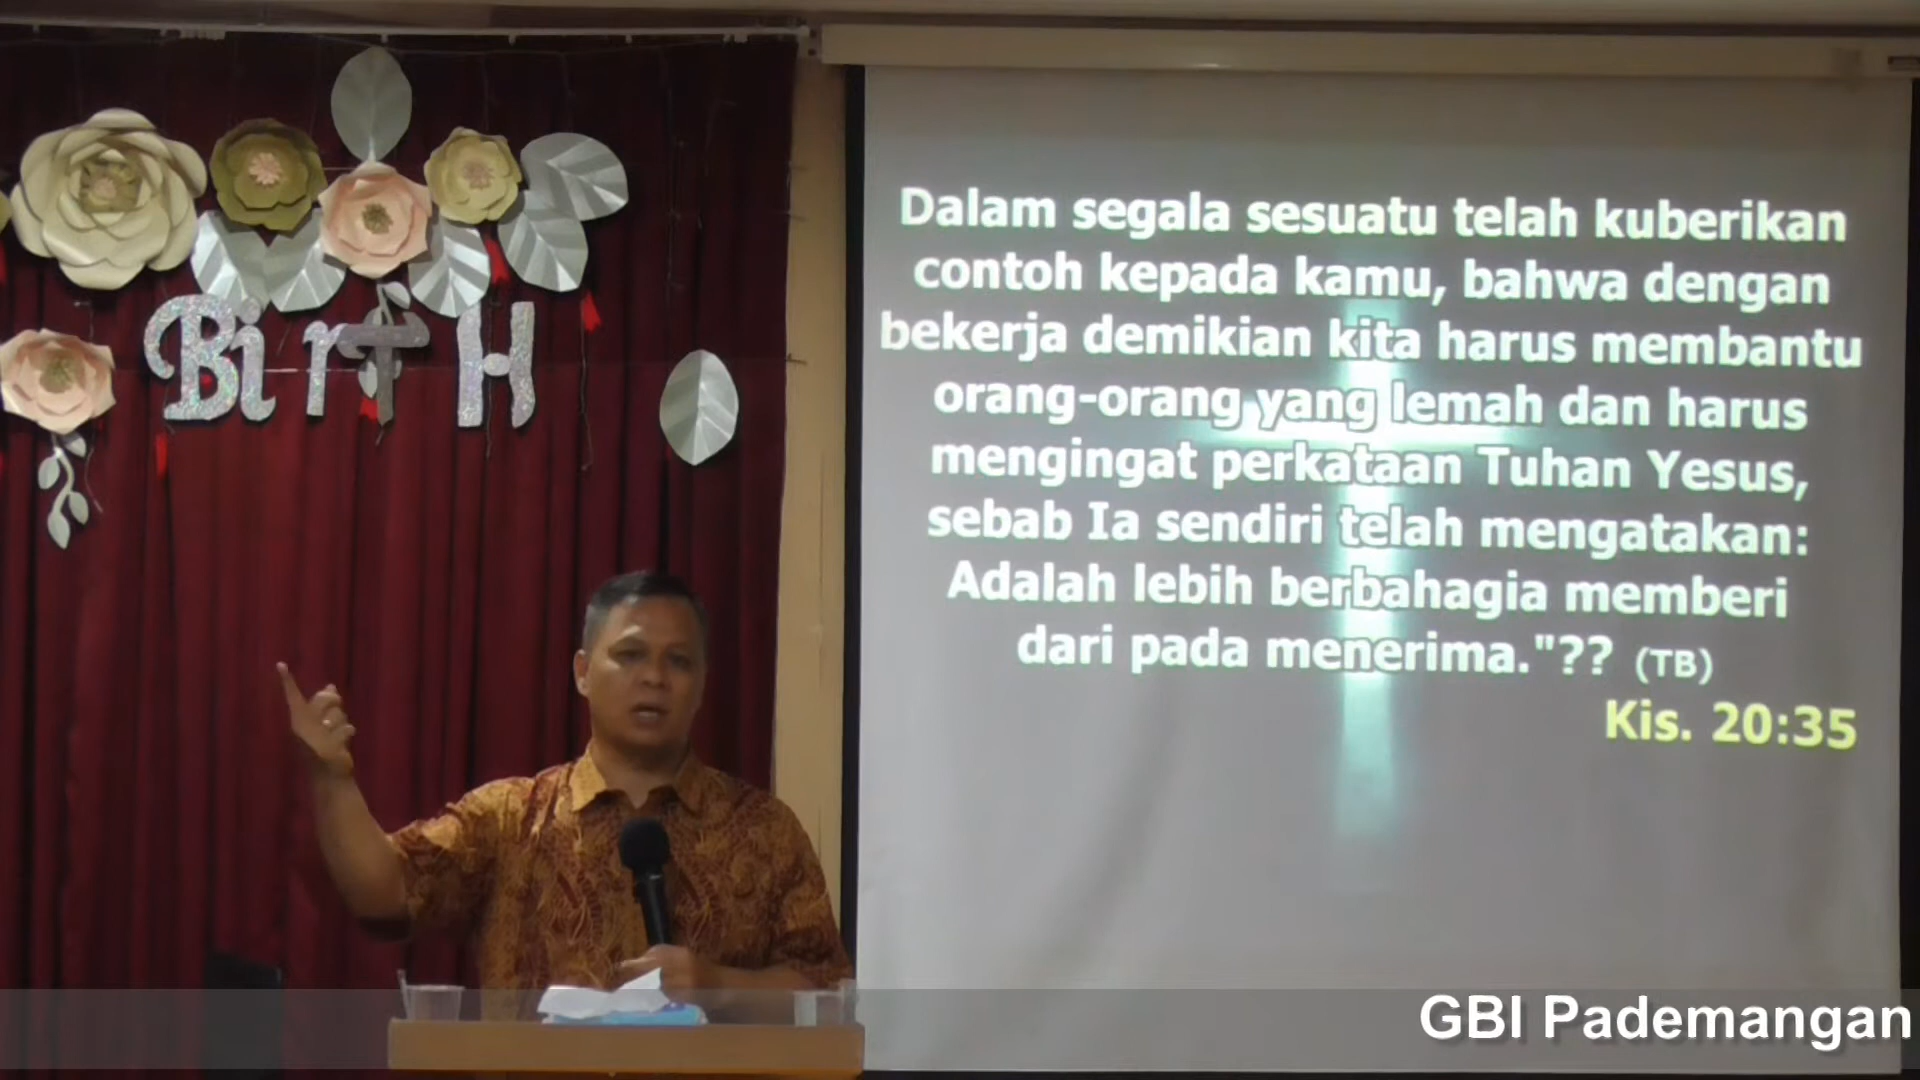 BirTH
Dalam segala sesuatu telah kuberikan
contoh kepada kamu, bahwa dengan
bekerja demikian kita harus membantu
orang-orang yang lemah dan harus
mengingat perkataan Tuhan Yesus,
sebab Ia sendiri telah mengatakan:
Adalah lebih berbahagia memberi
dari pada menerima."?? (TB)
Kis. 20:35
GBI Pademangan